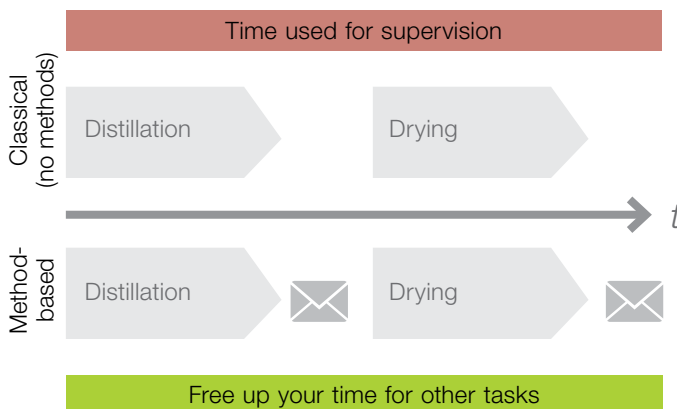 Time used for supervision
Classical
(no methods)
Distillation
Drying
t
Method-
based
Distillation
Drying
Free up your time for other tasks